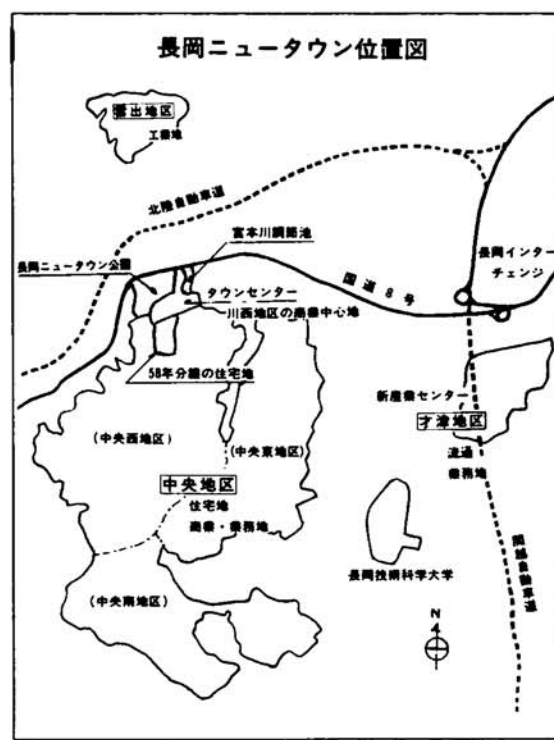 長岡ニュータウン位置図
雲出地区
工業地
北陸自動車道
宮本川調節池
長岡ニュータウン公園
タウンセンター
川西地区の商業中心地
国道8号
長岡インター
チェンジ
58年分譲の住宅地
新産業センター
才津地区
流通
業務地
(中央西地区)
(中央東地区)
中央地区
住宅地
商業・業務地
長岡技術科学大学
関越自動車道
(中央南地区)
N